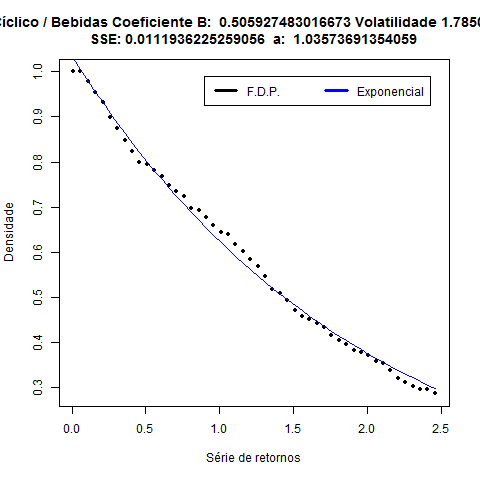 Cíclico / Bebidas Coeficiente B: 0.505927483016673 Volatilidade 1.7850
SSE: 0.0111936225259056 a: 1.03573691354059
F.D.P. Exponencial
Densidade
1.0
0.9
0.8
0.7
0.6
0.5
0.4
0.3
0.0 0.5 1.0 1.5 2.0 2.5
Série de retornos